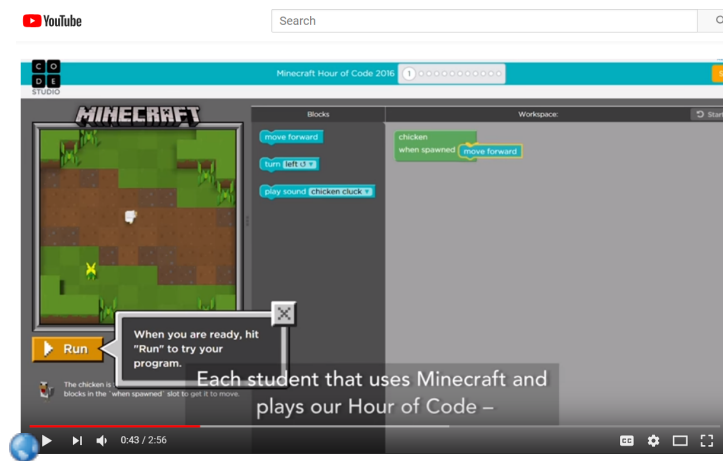 YouTube
Search
C O
D E
STUDIO
Minecraft Hour of Code 2016
1
MINECRAFT
Blocks
Workspace:
move forward
turn left
play sound chicken cluck
chicken
when spawned move forward
When you are ready, hit
"Run" to try your
program.
Run
The chicken is
blocks in the "when spawned" slot to get it to move.
Each student that uses Minecraft and
plays our Hour of Code –
0:43 / 2:56
CC